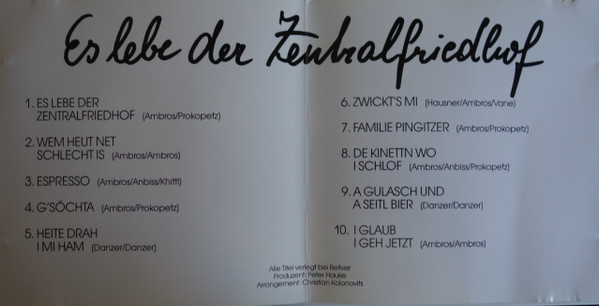 Es lebe der Zentralfriedhof
1. ES LEBE DER
ZENTRALFRIEDHOF (Ambros/Prokopetz)
2. WEM HEUT NET
SCHLECHT IS (Ambros/Ambros)
3. ESPRESSO (Ambros/Anbiss/Khittl)
4. G'SÖCHTA (Ambros/Prokopetz)
5. HEITE DRAH
I MI HAM (Danzer/Danzer)
6. ZWICKT'S MI (Hausner/Ambros/Vane)
7. FAMILIE PINGITZER (Ambros/Prokopetz)
8. DE KINETTN WO
I SCHLOF (Ambros/Anbiss/Prokopetz)
9. A GULASCH UND
A SEITL BIER (Danzer/Danzer)
10. I GLAUB
I GEH JETZT (Ambros/Ambros)
Alle Titel verlegt bei Bellver
Produzent: Peter Hauke
Arrangement: Christian Kolonovits